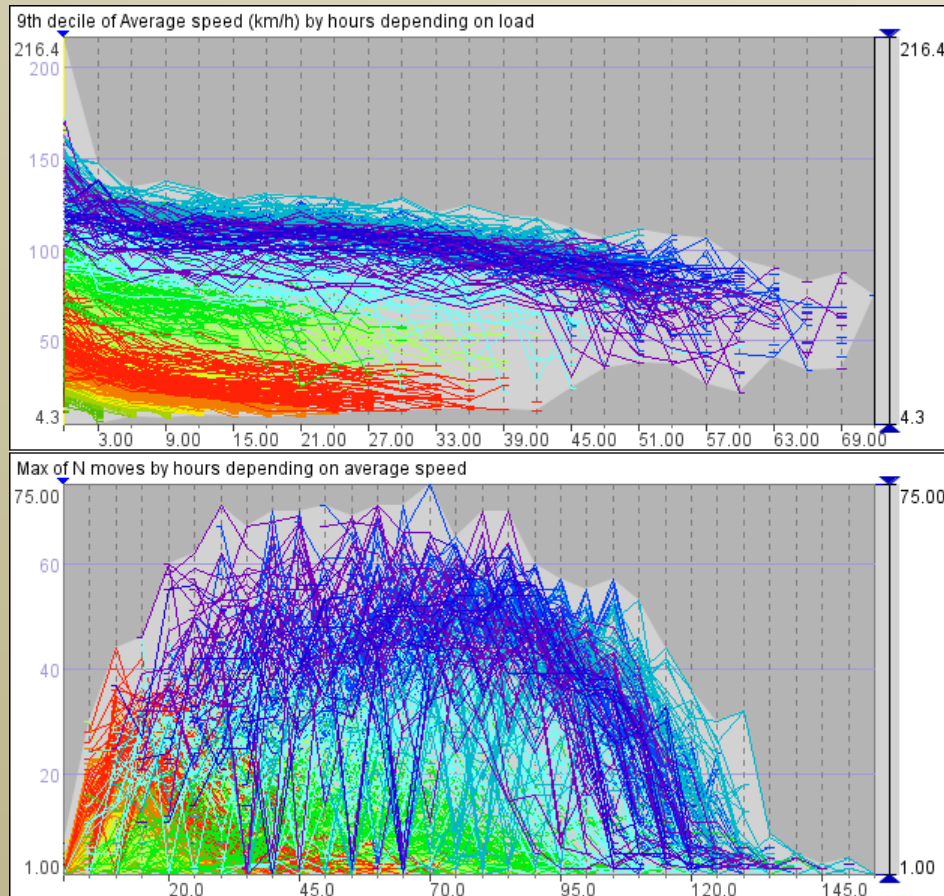 9th decile of Average speed (km/h) by hours depending on load
216.4 216.4
200
150
100
50
4.3 4.3
3.00 9.00 15.00 21.00 27.00 33.00 39.00 45.00 51.00 57.00 63.00 69.00
Max of N moves by hours depending on average speed
75.00 75.00
60
40
20
1.00 1.00
20.0 45.0 70.0 95.0 120.0 145.0